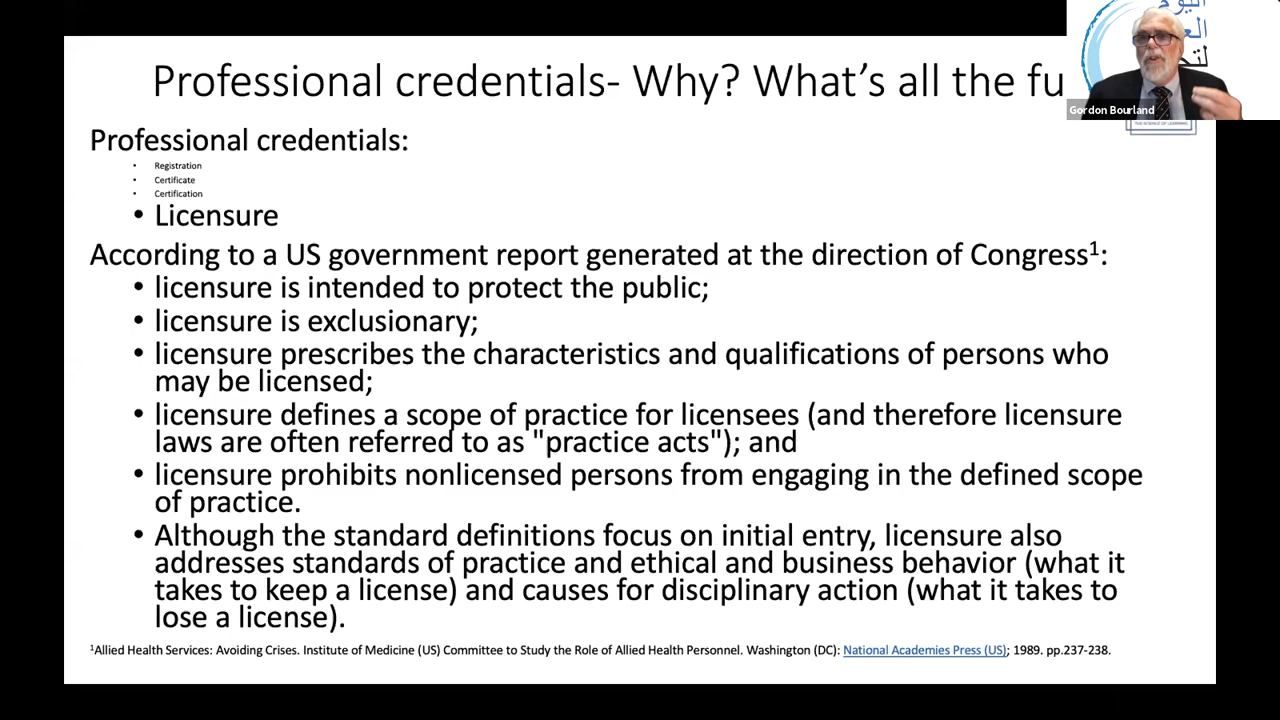 اليوم
الع
لتح
Gordon Bourland
THE SCIENCE OF LEARNING
Professional credentials- Why? What's all the fu
Professional credentials:
• Registration
• Certificate
• Certification
• Licensure
According to a US government report generated at the direction of Congress¹:
• licensure is intended to protect the public;
• licensure is exclusionary;
• licensure prescribes the characteristics and qualifications of persons who
may be licensed;
• licensure defines a scope of practice for licensees (and therefore licensure
laws are often referred to as "practice acts"); and
• licensure prohibits nonlicensed persons from engaging in the defined scope
of practice.
• Although the standard definitions focus on initial entry, licensure also
addresses standards of practice and ethical and business behavior (what it
takes to keep a license) and causes for disciplinary action (what it takes to
lose a license).
¹Allied Health Services: Avoiding Crises. Institute of Medicine (US) Committee to Study the Role of Allied Health Personnel. Washington (DC): National Academies Press (US); 1989. pp.237-238.